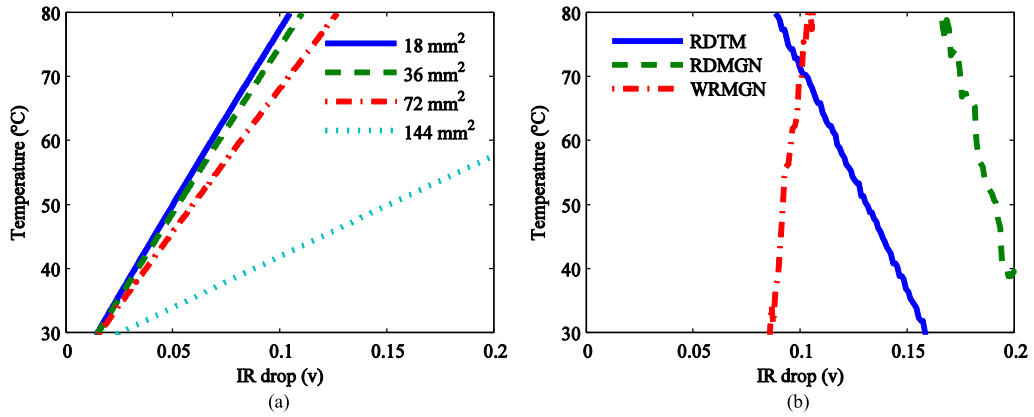 80
70
60
50
40
30
Temperature (ºC)
18 mm²
36 mm²
72 mm²
144 mm²
0
0.05
0.1
0.15
0.2
IR drop (v)
(a)
80
70
60
50
40
30
Temperature (ºC)
RDTM
RDMGN
WRMGN
0
0.05
0.1
0.15
0.2
IR drop (v)
(b)